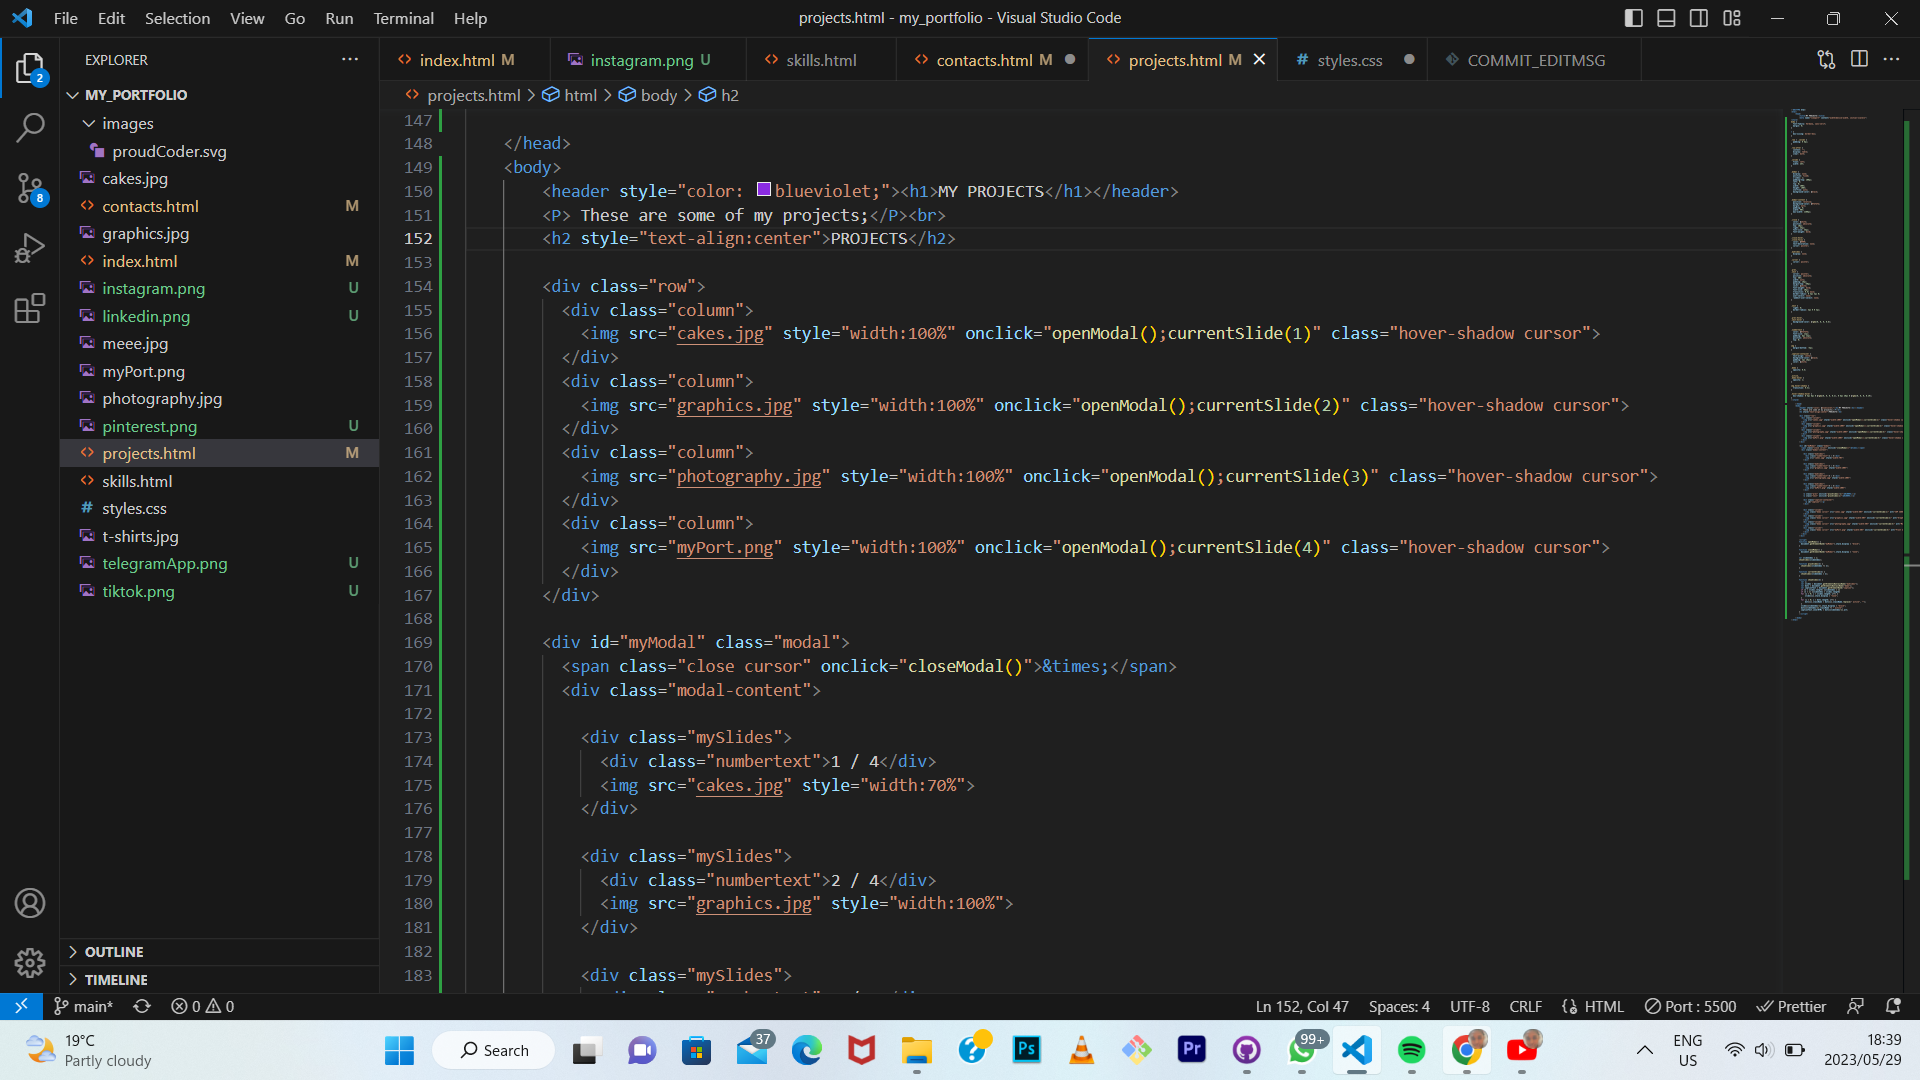 File Edit Selection View Go Run Terminal Help
projects.html - my_portfolio - Visual Studio Code
EXPLORER
index.html M
instagram.png U
skills.html
contacts.html M
projects.html M
# styles.css
COMMIT_EDITMSG
projects.html > html > body > h2
2
8
MY_PORTFOLIO
images
proudCoder.svg
cakes.jpg
contacts.html M
graphics.jpg
index.html M
instagram.png U
linkedin.png U
meee.jpg
myPort.png
photography.jpg
pinterest.png U
projects.html M
skills.html
# styles.css
t-shirts.jpg
telegramApp.png U
tiktok.png U
OUTLINE
TIMELINE
147
148 </head>
149 <body>
150 <header style="color: blueviolet;"><h1>MY PROJECTS</h1></header>
151 <P> These are some of my projects;</P><br>
152 <h2 style="text-align:center">PROJECTS</h2>
153
154 <div class="row">
155 <div class="column">
156 <img src="cakes.jpg" style="width:100%" onclick="openModal();currentSlide(1)" class="hover-shadow cursor">
157 </div>
158 <div class="column">
159 <img src="graphics.jpg" style="width:100%" onclick="openModal();currentSlide(2)" class="hover-shadow cursor">
160 </div>
161 <div class="column">
162 <img src="photography.jpg" style="width:100%" onclick="openModal();currentSlide(3)" class="hover-shadow cursor">
163 </div>
164 <div class="column">
165 <img src="myPort.png" style="width:100%" onclick="openModal();currentSlide(4)" class="hover-shadow cursor">
166 </div>
167 </div>
168
169 <div id="myModal" class="modal">
170 <span class="close cursor" onclick="closeModal()">&times;</span>
171 <div class="modal-content">
172
173 <div class="mySlides">
174 <div class="numbertext">1 / 4</div>
175 <img src="cakes.jpg" style="width:70%">
176 </div>
177
178 <div class="mySlides">
179 <div class="numbertext">2 / 4</div>
180 <img src="graphics.jpg" style="width:100%">
181 </div>
182
183 <div class="mySlides">
main* 0 0
Ln 152, Col 47 Spaces: 4 UTF-8 CRLF HTML Port : 5500 Prettier
19°C
Partly cloudy
Search
37
Ps
Pr
99+
ENG
US
18:39
2023/05/29